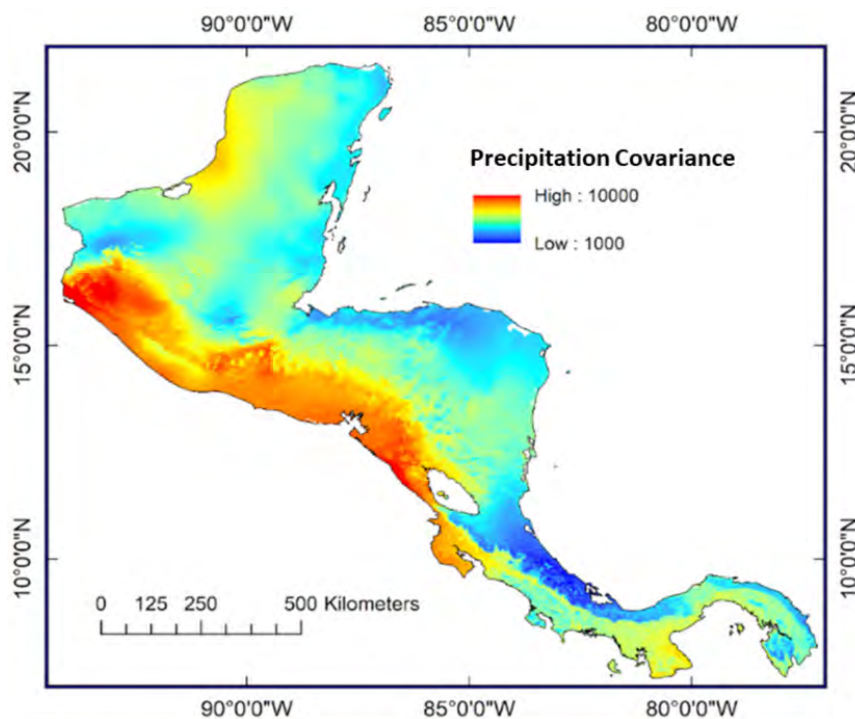 90°0'0"W 85°0'0"W 80°0'0"W
20°0'0"N 20°0'0"N
Precipitation Covariance
High : 10000
Low : 1000
15°0'0"N 15°0'0"N
10°0'0"N 10°0'0"N
0 125 250 500 Kilometers
90°0'0"W 85°0'0"W 80°0'0"W